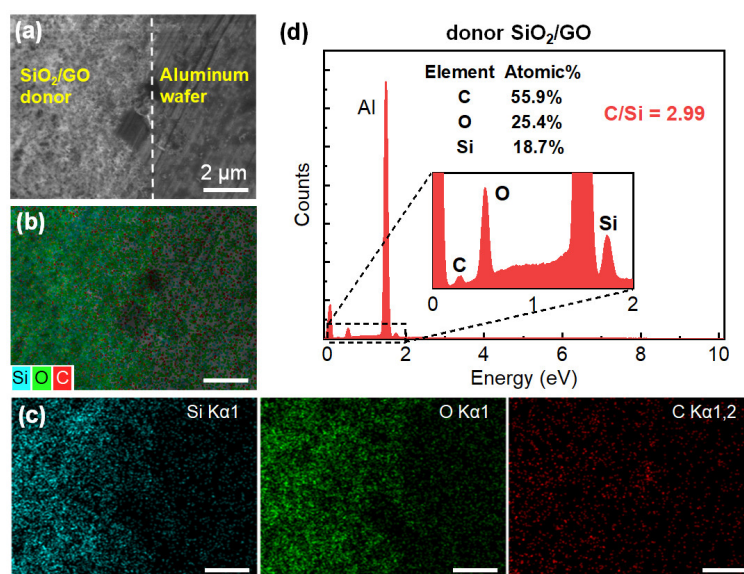 (a)
SiO₂/GO
donor
Aluminum
wafer
2 μm
(b)
Si O C
(d)
donor SiO₂/GO
Element Atomic%
C 55.9%
O 25.4%
Si 18.7%
C/Si = 2.99
Al
Counts
C
O
Si
0 1 2
0 2 4 6 8 10
Energy (eV)
(c)
Si Kα1
O Kα1
C Kα1,2